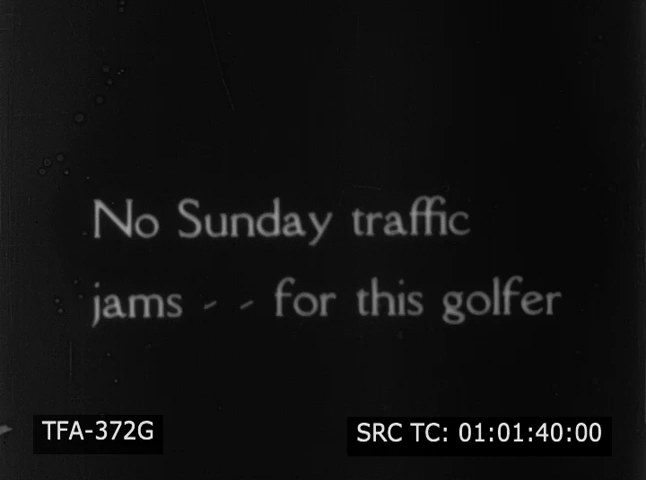 No Sunday traffic
jams - - for this golfer
TFA-372G
SRC TC: 01:01:40:00